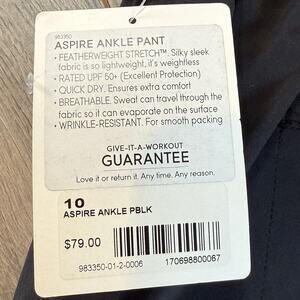 983350
ASPIRE ANKLE PANT
• FEATHERWEIGHT STRETCH™. Silky sleek
fabric is so lightweight, it's weightless
• RATED UPF 50+ (Excellent Protection)
• QUICK DRY. Ensures extra comfort
• BREATHABLE. Sweat can travel through the
fabric so it can evaporate on the surface
• WRINKLE-RESISTANT. For smooth packing
GIVE-IT-A-WORKOUT
GUARANTEE
Love it or return it. Any time. Any reason.
10
ASPIRE ANKLE PBLK
$79.00
983350-01-2-0006
170698800067